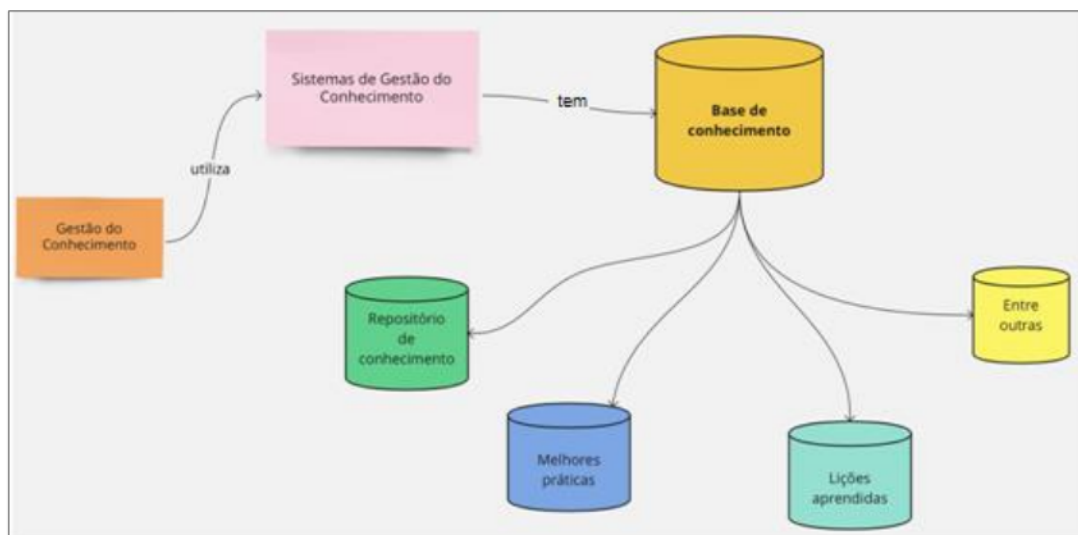 Sistemas de Gestão do
Conhecimento
tem
Base de
conhecimento
utiliza
Gestão do
Conhecimento
Repositório
de
conhecimento
Entre
outras
Melhores
práticas
Lições
aprendidas